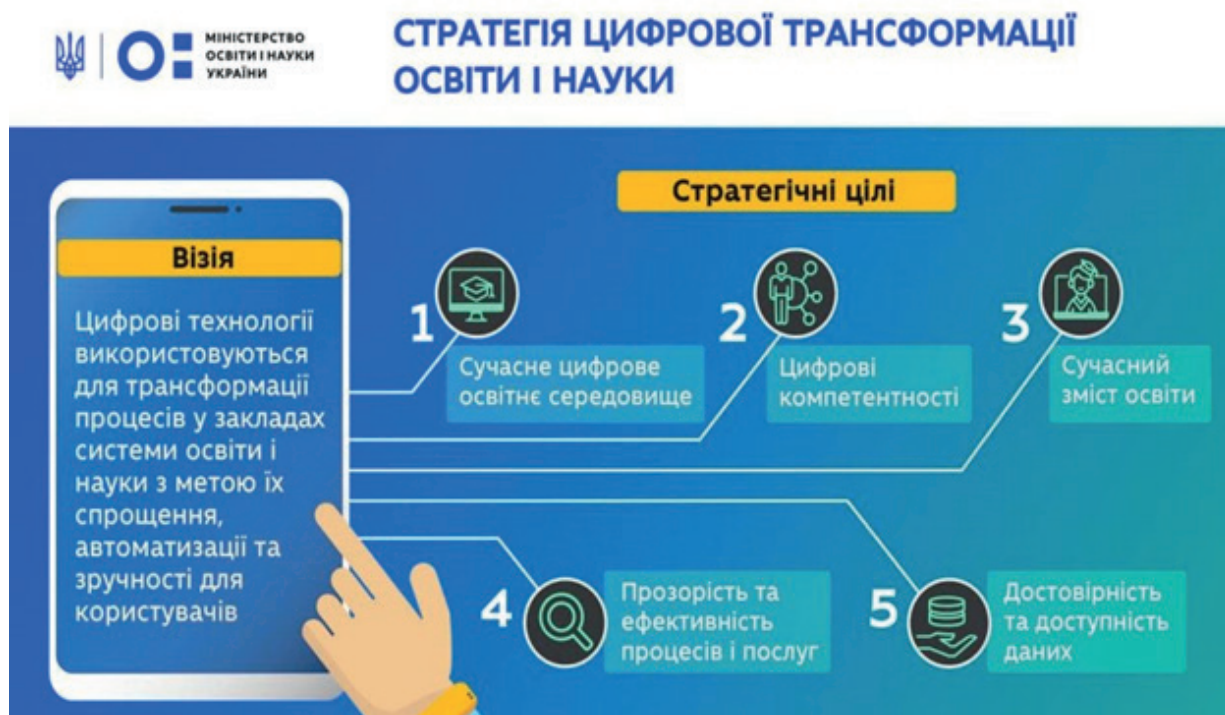 МІНІСТЕРСТВО
ОСВІТИ І НАУКИ
УКРАЇНИ
СТРАТЕГІЯ ЦИФРОВОЇ ТРАНСФОРМАЦІЇ
ОСВІТИ І НАУКИ
Візія
Цифрові технології
використовуються
для трансформації
процесів у закладах
системи освіти і
науки з метою їх
спрощення,
автоматизації та
зручності для
користувачів
Стратегічні цілі
1
Сучасне цифрове
освітнє середовище
2
Цифрові
компетентності
3
Сучасний
зміст освіти
4
Прозорість та
ефективність
процесів і послуг
5
Достовірність
та доступність
даних